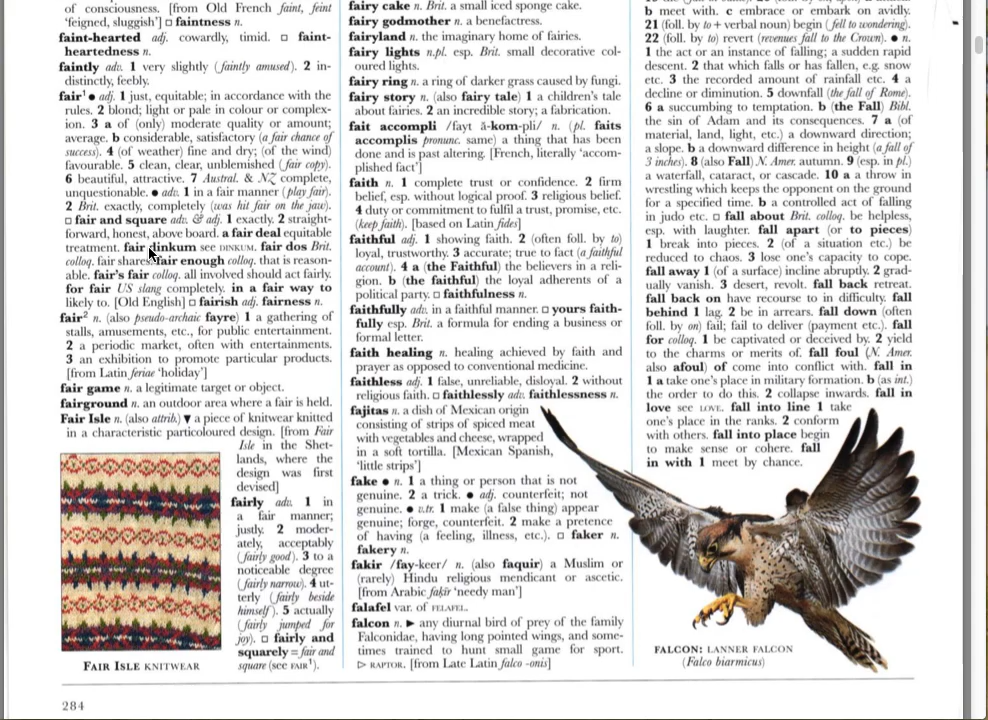 of consciousness. [from Old French faint, feint
'feigned, sluggish'] □ faintness n.
faint-hearted adj. cowardly, timid. □ faint-
heartedness n.
faintly adv. 1 very slightly (faintly amused). 2 in-
distinctly, feebly.
fair¹ ● adj. 1 just, equitable; in accordance with the
rules. 2 blond; light or pale in colour or complex-
ion. 3 a of (only) moderate quality or amount;
average. b considerable, satisfactory (a fair chance of
success). 4 (of weather) fine and dry; (of the wind)
favourable. 5 clean, clear, unblemished (fair copy).
6 beautiful, attractive. 7 Austral. & NZ complete,
unquestionable. ● adv. 1 in a fair manner (play fair).
2 Brit. exactly, completely (was hit fair on the jaw).
□ fair and square adv. & adj. 1 exactly. 2 straight-
forward, honest, above board. a fair deal equitable
treatment. fair dinkum see DINKUM. fair dos Brit.
colloq. fair shares. fair enough colloq. that is reason-
able. fair's fair colloq. all involved should act fairly.
for fair US slang completely. in a fair way to
likely to. [Old English] □ fairish adj. fairness n.
fair² n. (also pseudo-archaic fayre) 1 a gathering of
stalls, amusements, etc., for public entertainment.
2 a periodic market, often with entertainments.
3 an exhibition to promote particular products.
[from Latin feriae 'holiday']
fair game n. a legitimate target or object.
fairground n. an outdoor area where a fair is held.
Fair Isle n. (also attrib.) ▼ a piece of knitwear knitted
in a characteristic particoloured design. [from Fair
Isle in the Shet-
lands, where the
design was first
devised]
fairly adv. 1 in
a fair manner;
justly. 2 moder-
ately, acceptably
(fairly good). 3 to a
noticeable degree
(fairly narrow). 4 ut-
terly (fairly beside
himself). 5 actually
(fairly jumped for
joy). □ fairly and
squarely = fair and
square (see FAIR¹).
FAIR ISLE KNITWEAR
284
fairy cake n. Brit. a small iced sponge cake.
fairy godmother n. a benefactress.
fairyland n. the imaginary home of fairies.
fairy lights n.pl. esp. Brit. small decorative col-
oured lights.
fairy ring n. a ring of darker grass caused by fungi.
fairy story n. (also fairy tale) 1 a children's tale
about fairies. 2 an incredible story; a fabrication.
fait accompli /fayt ă-kom-pli/ n. (pl. faits
accomplis pronunc. same) a thing that has been
done and is past altering. [French, literally 'accom-
plished fact']
faith n. 1 complete trust or confidence. 2 firm
belief, esp. without logical proof. 3 religious belief.
4 duty or commitment to fulfil a trust, promise, etc.
(keep faith). [based on Latin fides]
faithful adj. 1 showing faith. 2 (often foll. by to)
loyal, trustworthy. 3 accurate; true to fact (a faithful
account). 4 a (the Faithful) the believers in a reli-
gion. b (the faithful) the loyal adherents of a
political party. □ faithfulness n.
faithfully adv. in a faithful manner. □ yours faith-
fully esp. Brit. a formula for ending a business or
formal letter.
faith healing n. healing achieved by faith and
prayer as opposed to conventional medicine.
faithless adj. 1 false, unreliable, disloyal. 2 without
religious faith. □ faithlessly adv. faithlessness n.
fajitas n. a dish of Mexican origin
consisting of strips of spiced meat
with vegetables and cheese, wrapped
in a soft tortilla. [Mexican Spanish,
'little strips']
fake ● n. 1 a thing or person that is not
genuine. 2 a trick. ● adj. counterfeit; not
genuine. ● v.tr. 1 make (a false thing) appear
genuine; forge, counterfeit. 2 make a pretence
of having (a feeling, illness, etc.). □ faker n.
fakery n.
fakir /fay-keer/ n. (also faquir) a Muslim or
(rarely) Hindu religious mendicant or ascetic.
[from Arabic faḳīr 'needy man']
falafel var. of FELAFEL.
falcon n. ► any diurnal bird of prey of the family
Falconidae, having long pointed wings, and some-
times trained to hunt small game for sport.
▷ RAPTOR. [from Late Latin falco -onis]
b meet with. c embrace or embark on avidly.
21 (foll. by to + verbal noun) begin (fell to wondering).
22 (foll. by to) revert (revenues fall to the Crown). ● n.
1 the act or an instance of falling; a sudden rapid
descent. 2 that which falls or has fallen, e.g. snow
etc. 3 the recorded amount of rainfall etc. 4 a
decline or diminution. 5 downfall (the fall of Rome).
6 a succumbing to temptation. b (the Fall) Bibl.
the sin of Adam and its consequences. 7 a (of
material, land, light, etc.) a downward direction;
a slope. b a downward difference in height (a fall of
3 inches). 8 (also Fall) N. Amer. autumn. 9 (esp. in pl.)
a waterfall, cataract, or cascade. 10 a a throw in
wrestling which keeps the opponent on the ground
for a specified time. b a controlled act of falling
in judo etc. □ fall about Brit. colloq. be helpless,
esp. with laughter. fall apart (or to pieces)
1 break into pieces. 2 (of a situation etc.) be
reduced to chaos. 3 lose one's capacity to cope.
fall away 1 (of a surface) incline abruptly. 2 grad-
ually vanish. 3 desert, revolt. fall back retreat.
fall back on have recourse to in difficulty. fall
behind 1 lag. 2 be in arrears. fall down (often
foll. by on) fail; fail to deliver (payment etc.). fall
for colloq. 1 be captivated or deceived by. 2 yield
to the charms or merits of. fall foul (N. Amer.
also afoul) of come into conflict with. fall in
1 a take one's place in military formation. b (as int.)
the order to do this. 2 collapse inwards. fall in
love see LOVE. fall into line 1 take
one's place in the ranks. 2 conform
with others. fall into place begin
to make sense or cohere. fall
in with 1 meet by chance.
FALCON: LANNER FALCON
(Falco biarmicus)